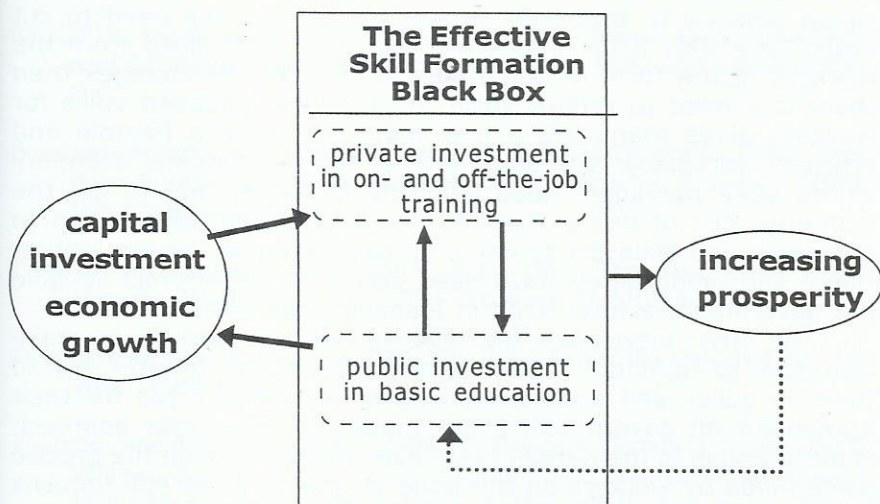 The Effective
Skill Formation
Black Box
private investment
in on- and off-the-job
training
capital
investment
economic
growth
increasing
prosperity
public investment
in basic education